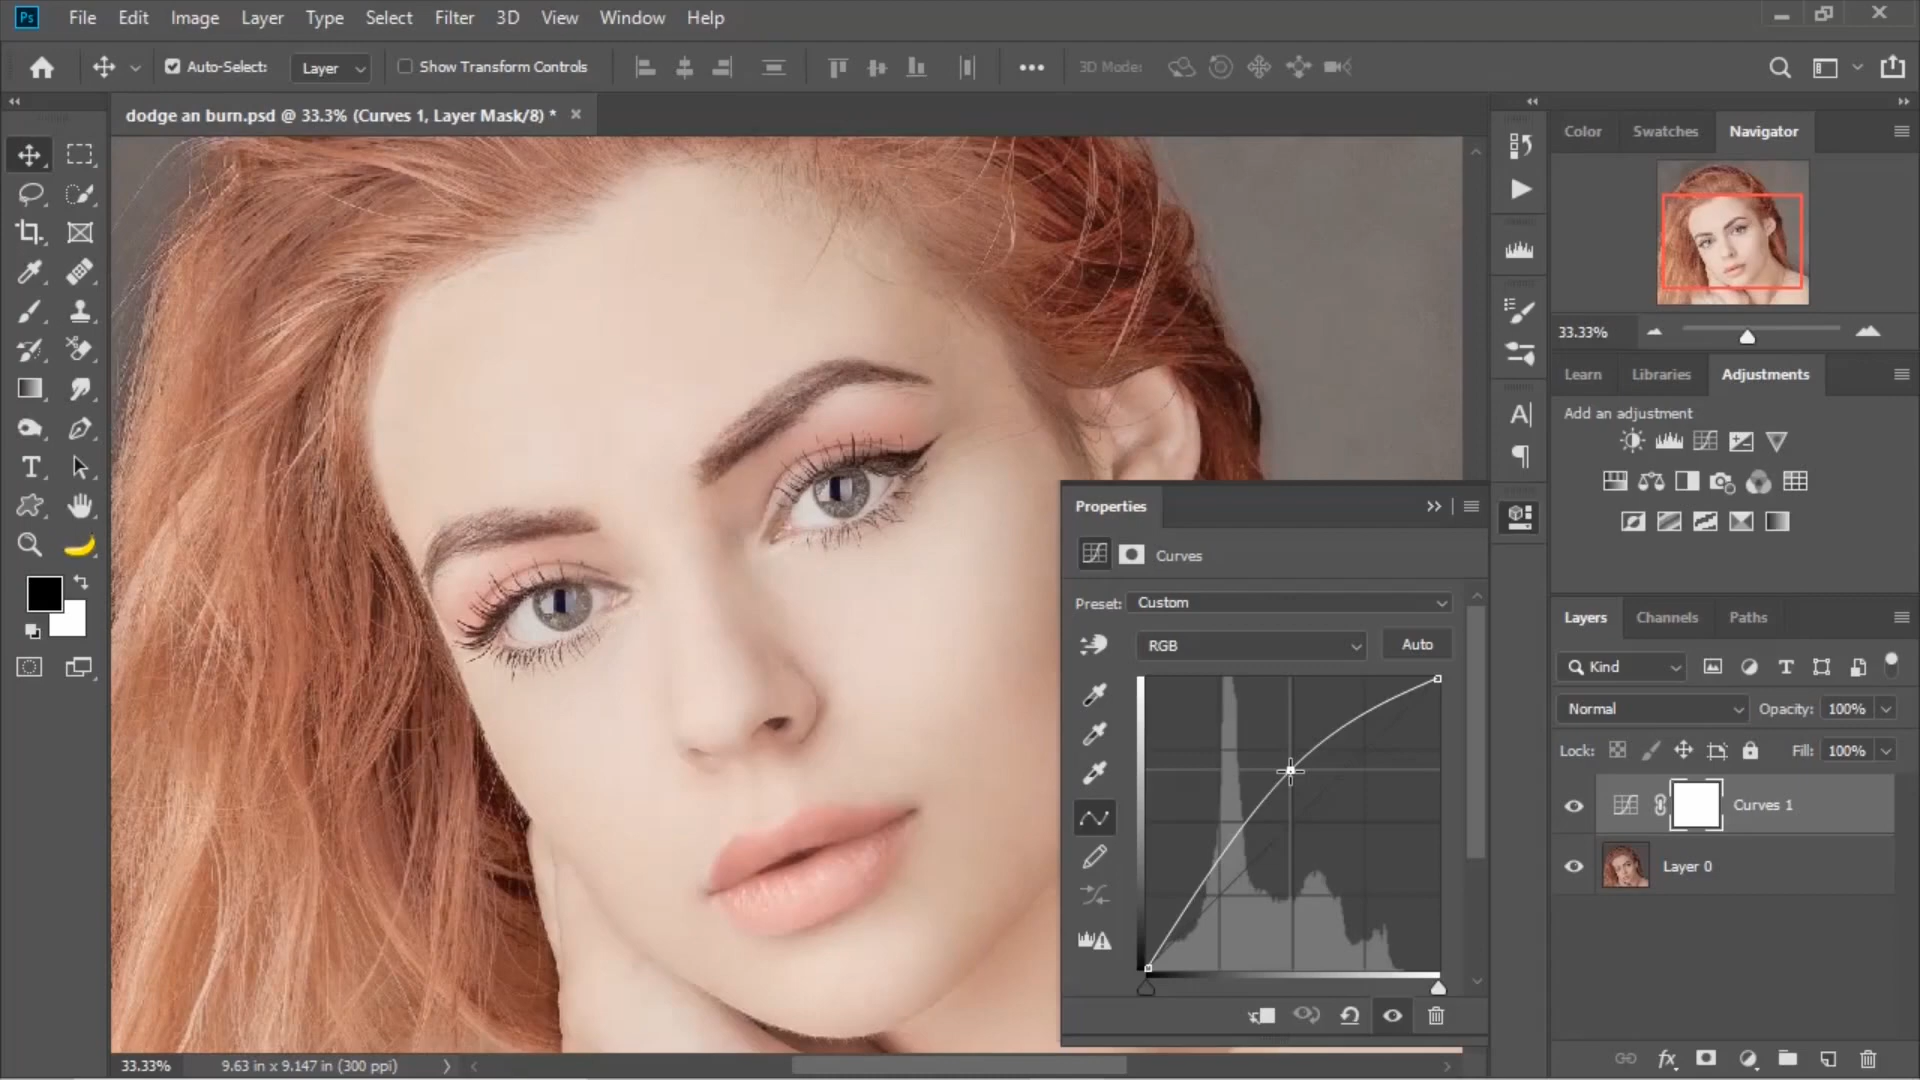 Ps File Edit Image Layer Type Select Filter 3D View Window Help
Auto-Select: Layer Show Transform Controls 3D Mode:
dodge an burn.psd @ 33.3% (Curves 1, Layer Mask/8) *
Color Swatches Navigator
33.33%
Learn Libraries Adjustments
Add an adjustment
Properties
Curves
Preset: Custom
RGB Auto
Layers Channels Paths
Kind
Normal Opacity: 100%
Lock: Fill: 100%
Curves 1
Layer 0
33.33% 9.63 in x 9.147 in (300 ppi)